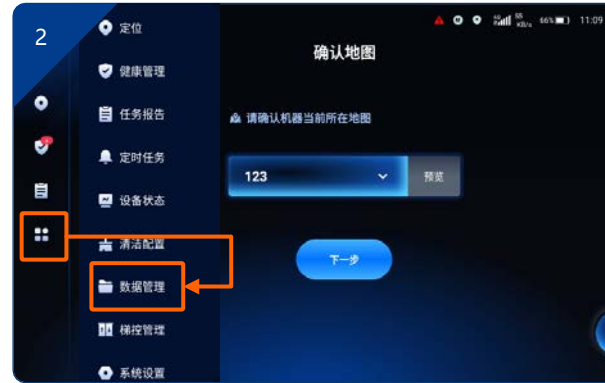 2
定位
健康管理
任务报告
定时任务
设备状态
清洁配置
数据管理
梯控管理
系统设置
66% 11:09
确认地图
请确认机器当前所在地图
123
预览
下一步